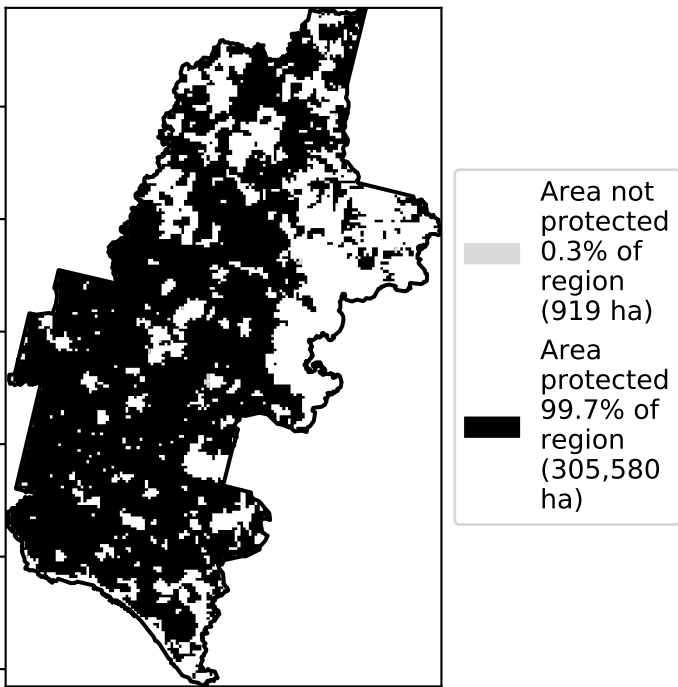 Area not
protected
0.3% of
region
(919 ha)
Area
protected
99.7% of
region
(305,580
ha)